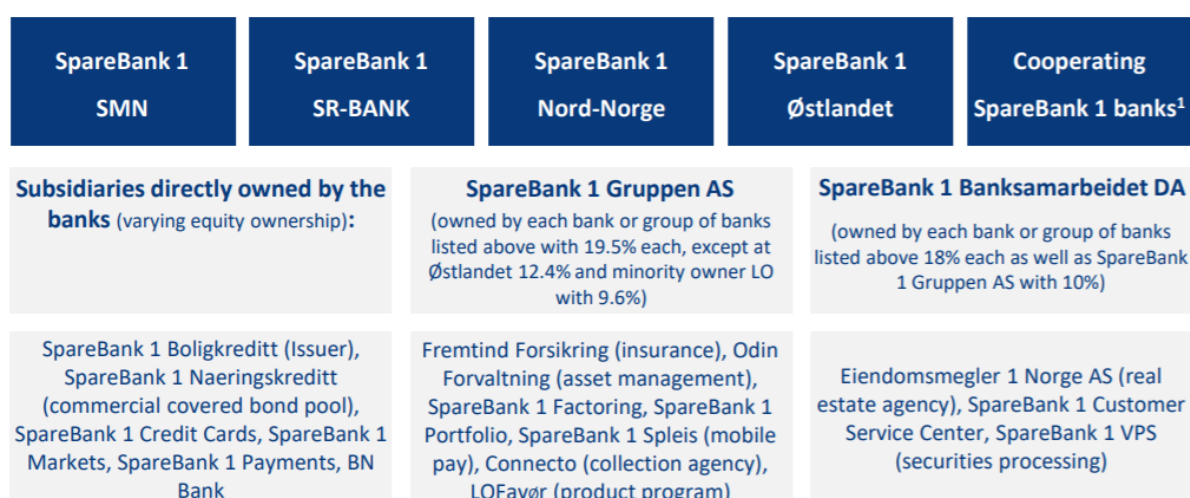 SpareBank 1
SMN
SpareBank 1
SR-BANK
SpareBank 1
Nord-Norge
SpareBank 1
Østlandet
Cooperating
SpareBank 1 banks¹
Subsidiaries directly owned by the
banks (varying equity ownership):
SpareBank 1 Gruppen AS
(owned by each bank or group of banks
listed above with 19.5% each, except at
Østlandet 12.4% and minority owner LO
with 9.6%)
SpareBank 1 Banksamarbeidet DA
(owned by each bank or group of banks
listed above 18% each as well as SpareBank
1 Gruppen AS with 10%)
SpareBank 1 Boligkreditt (Issuer),
SpareBank 1 Naeringskreditt
(commercial covered bond pool),
SpareBank 1 Credit Cards, SpareBank 1
Markets, SpareBank 1 Payments, BN
Bank
Fremtind Forsikring (insurance), Odin
Forvaltning (asset management),
SpareBank 1 Factoring, SpareBank 1
Portfolio, SpareBank 1 Spleis (mobile
pay), Connecto (collection agency),
LOFavør (product program)
Eiendomsmegler 1 Norge AS (real
estate agency), SpareBank 1 Customer
Service Center, SpareBank 1 VPS
(securities processing)